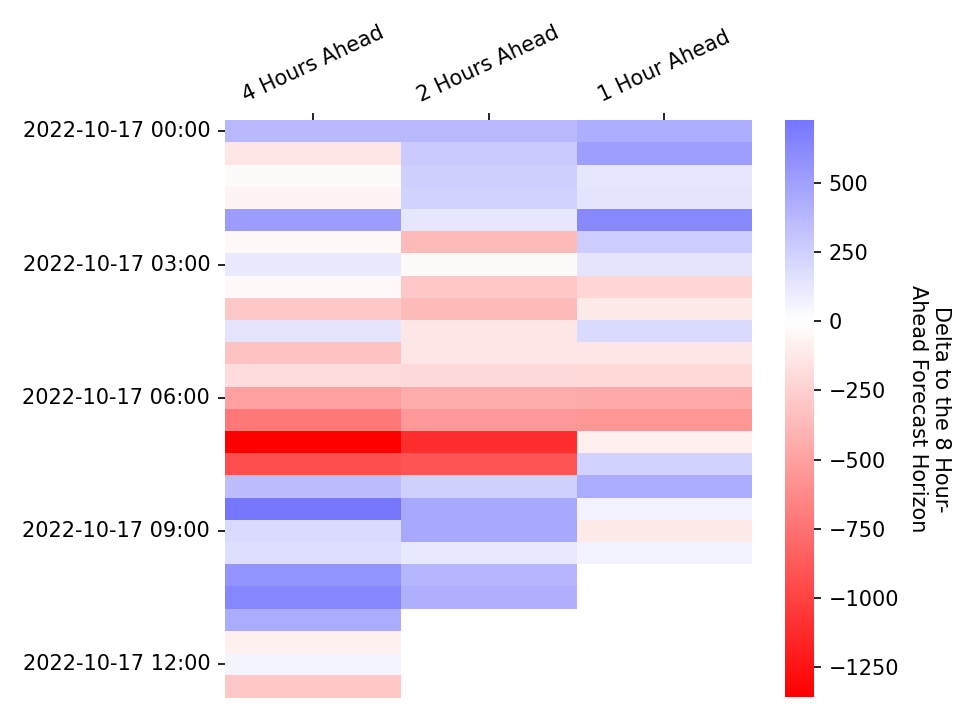 4 Hours Ahead
2 Hours Ahead
1 Hour Ahead
2022-10-17 00:00
2022-10-17 03:00
2022-10-17 06:00
2022-10-17 09:00
2022-10-17 12:00
500
250
0
−250
−500
−750
−1000
−1250
Delta to the 8 Hour-
Ahead Forecast Horizon